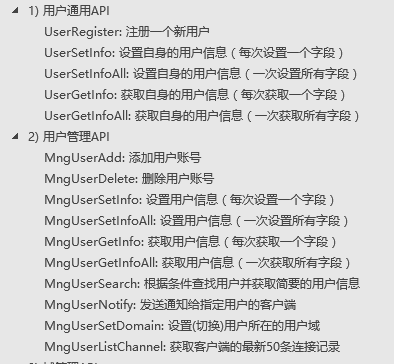 1) 用户通用API
UserRegister: 注册一个新用户
UserSetInfo: 设置自身的用户信息（每次设置一个字段）
UserSetInfoAll: 设置自身的用户信息（一次设置所有字段）
UserGetInfo: 获取自身的用户信息（每次获取一个字段）
UserGetInfoAll: 获取自身的用户信息（一次获取所有字段）
2) 用户管理API
MngUserAdd: 添加用户账号
MngUserDelete: 删除用户账号
MngUserSetInfo: 设置用户信息（每次设置一个字段）
MngUserSetInfoAll: 设置用户信息（一次设置所有字段）
MngUserGetInfo: 获取用户信息（每次获取一个字段）
MngUserGetInfoAll: 获取用户信息（一次获取所有字段）
MngUserSearch: 根据条件查找用户并获取简要的用户信息
MngUserNotify: 发送通知给指定用户的客户端
MngUserSetDomain: 设置(切换)用户所在的用户域
MngUserListChannel: 获取客户端的最新50条连接记录